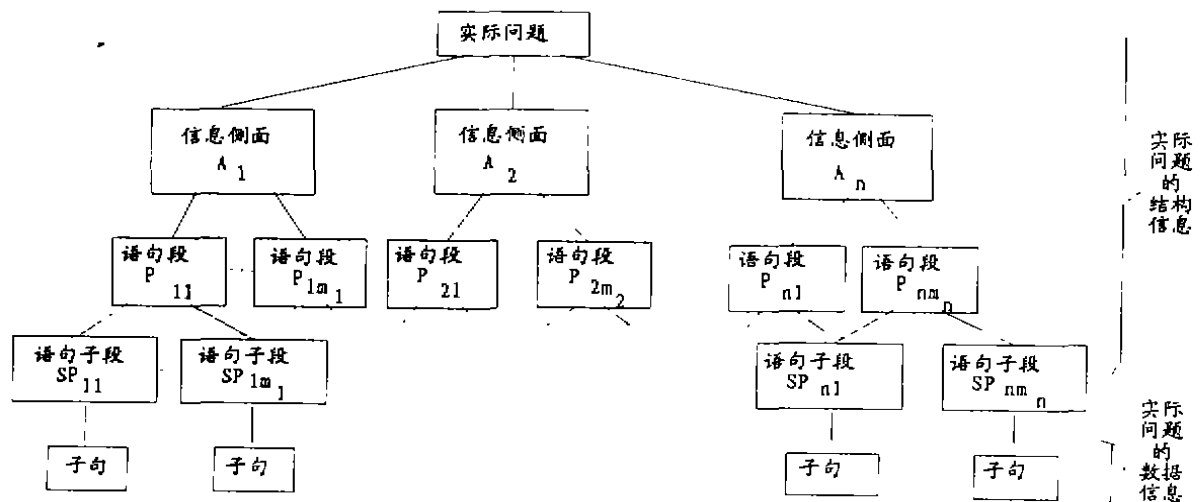 实际问题
信息侧面 信息侧面 信息侧面
A 1 A 2 A n
语句段 语句段 语句段 语句段 语句段 语句段
P 11 P 1m 1 P 21 P 2m 2 P n1 P nm n
语句子段 语句子段 语句子段 语句子段
SP 11 SP 1m 1 SP n1 SP nm n
子句 子句 子句 子句
实际
问题
的
结构
信息
实际
问题
的
数据
信息